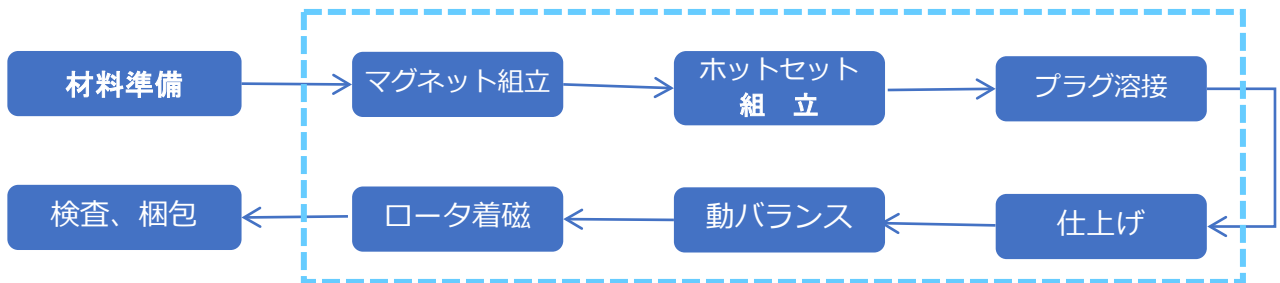 材料準備
マグネット組立
ホットセット
組　立
プラグ溶接
仕上げ
動バランス
ロータ着磁
検査、梱包